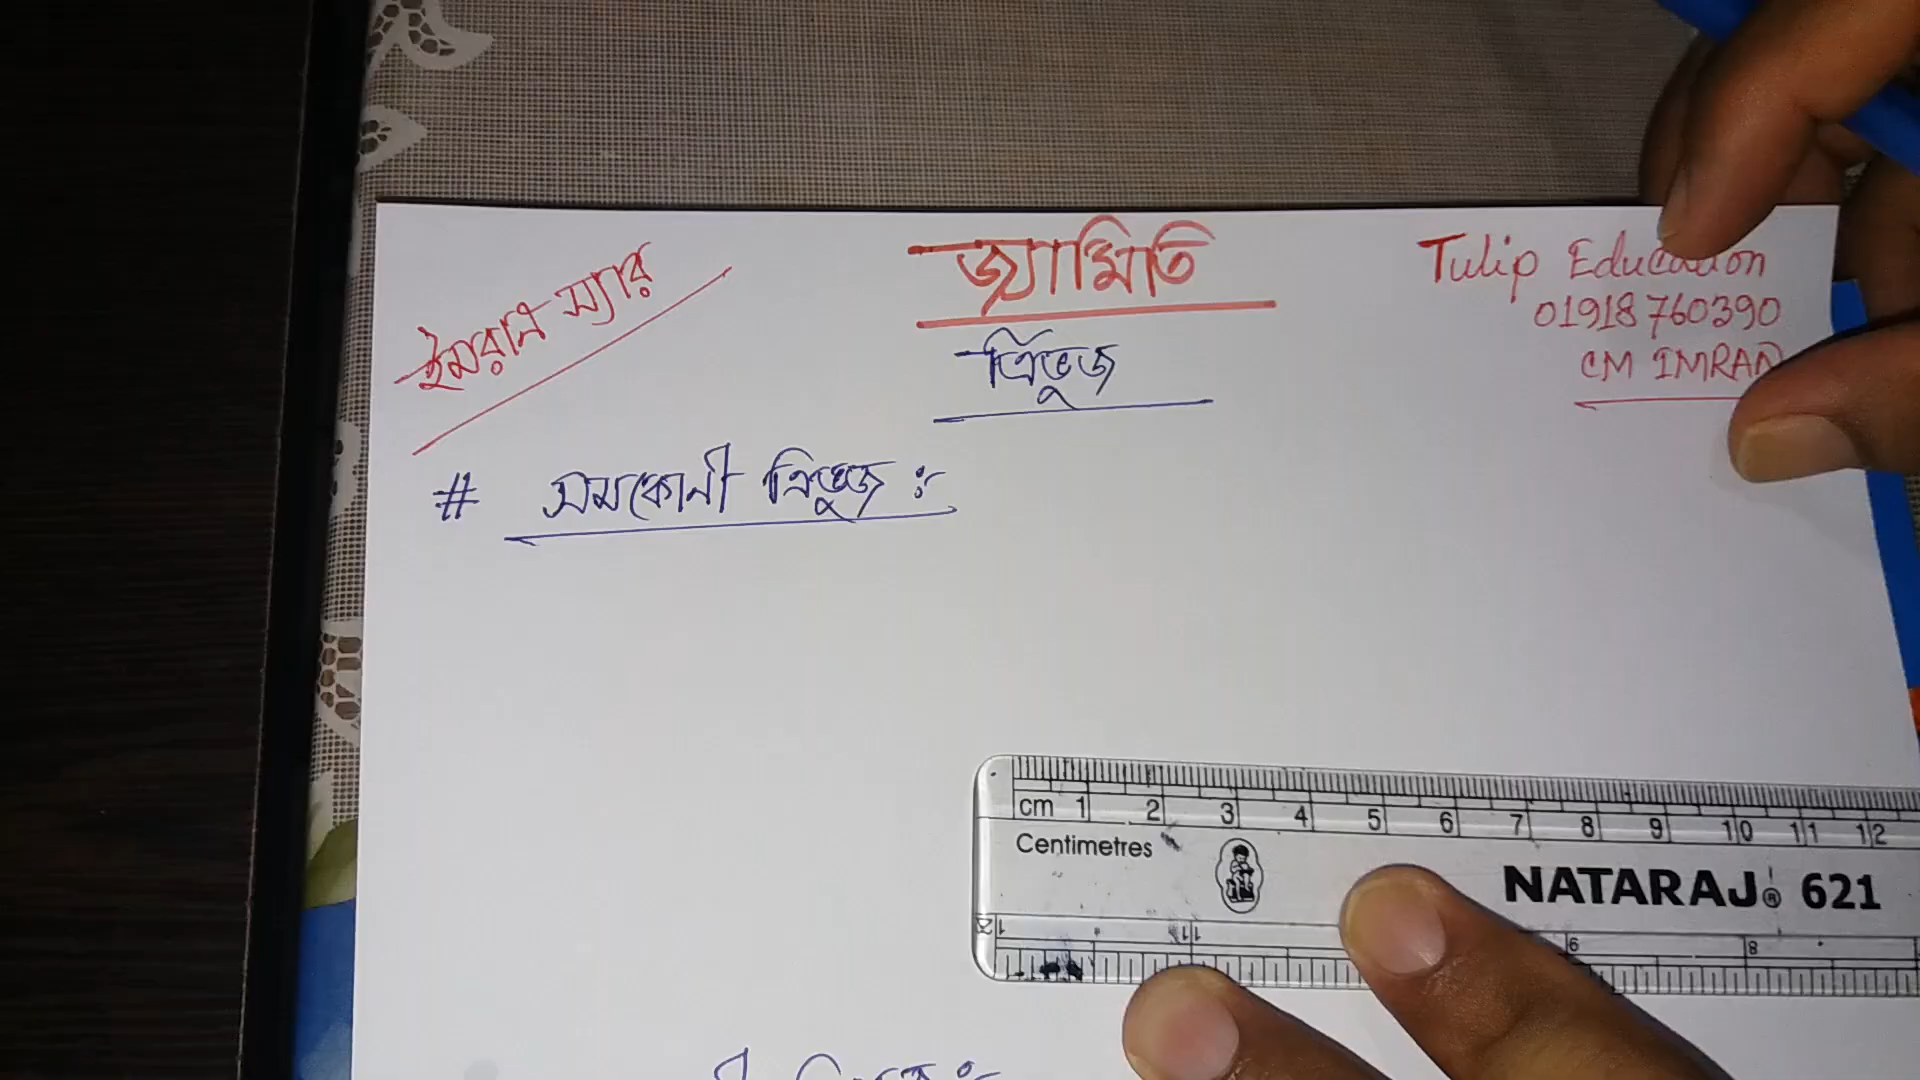 ইমরান স্যার
জ্যামিতি
ত্রিভুজ
Tulip Education
01918760390
CM IMRAN
# সমকোনী ত্রিভুজ :-
cm 1 2 3 4 5 6 7 8 9 10 11 12
Centimetres
NATARAJ® 621